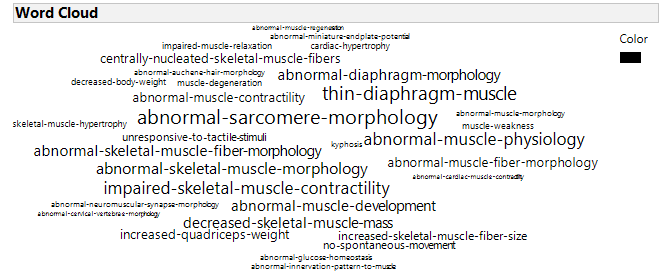 Word Cloud
abnormal-muscle-regeneration
abnormal-miniature-endplate-potential
impaired-muscle-relaxation
cardiac-hypertrophy
Color
centrally-nucleated-skeletal-muscle-fibers
abnormal-auchene-hair-morphology
abnormal-diaphragm-morphology
decreased-body-weight
muscle-degeneration
abnormal-muscle-contractility
thin-diaphragm-muscle
abnormal-sarcomere-morphology
abnormal-muscle-morphology
skeletal-muscle-hypertrophy
muscle-weakness
unresponsive-to-tactile-stimuli
kyphosis
abnormal-muscle-physiology
abnormal-skeletal-muscle-fiber-morphology
abnormal-skeletal-muscle-morphology
abnormal-muscle-fiber-morphology
abnormal-cardiac-muscle-contractility
impaired-skeletal-muscle-contractility
abnormal-neuromuscular-synapse-morphology
abnormal-muscle-development
abnormal-cervical-vertebrae-morphology
decreased-skeletal-muscle-mass
increased-quadriceps-weight
increased-skeletal-muscle-fiber-size
no-spontaneous-movement
abnormal-glucose-homeostasis
abnormal-innervation-pattern-to-muscle